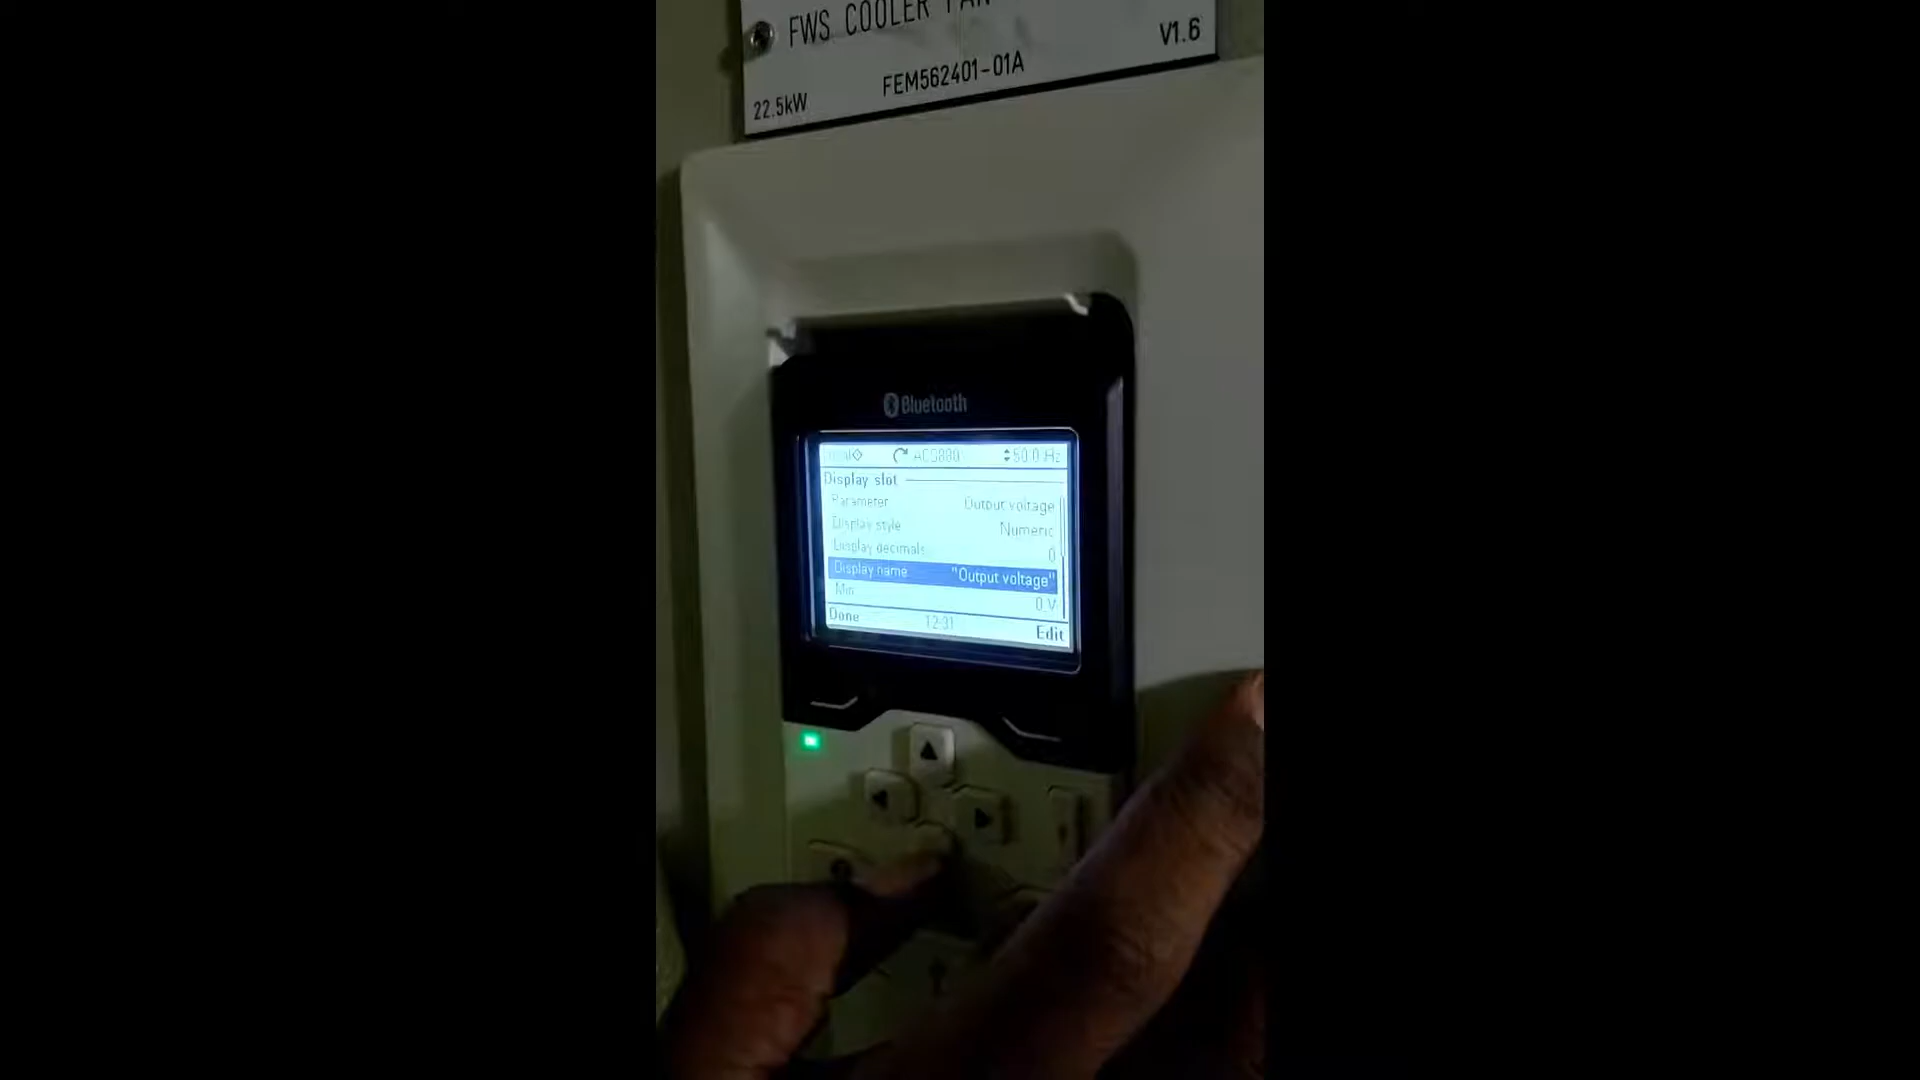 FWS COOLER FAN
V1.6
FEM562401-01A
22.5kW
Bluetooth
ACS880
50.0 Hz
Display slot
Parameter Output voltage
Display style Numeric
Display decimals 0
Display name "Output voltage"
Min 0 V
Done 12:31 Edit